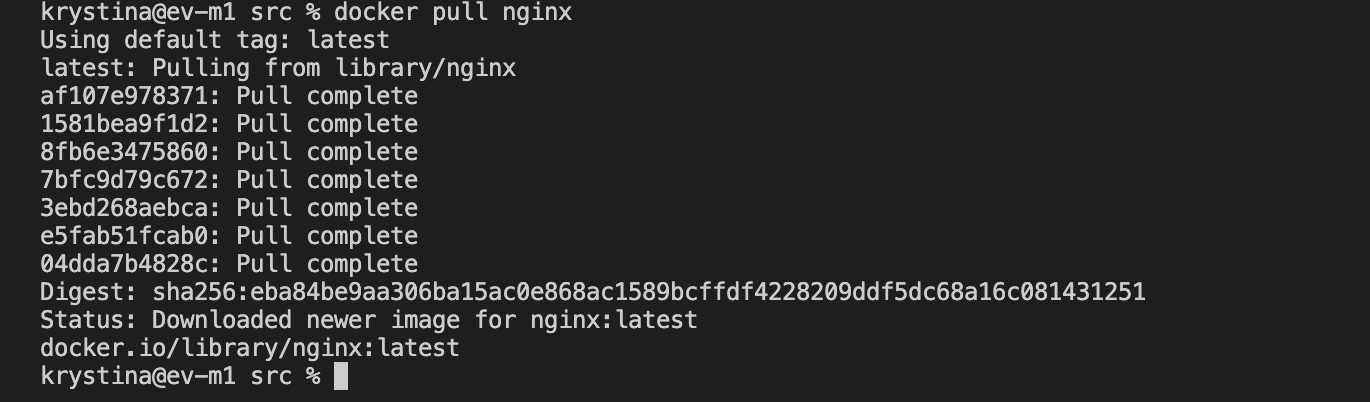 krystina@ev-m1 src % docker pull nginx
Using default tag: latest
latest: Pulling from library/nginx
af107e978371: Pull complete
1581bea9f1d2: Pull complete
8fb6e3475860: Pull complete
7bfc9d79c672: Pull complete
3ebd268aebca: Pull complete
e5fab51fcab0: Pull complete
04dda7b4828c: Pull complete
Digest: sha256:eba84be9aa306ba15ac0e868ac1589bcffdf4228209ddf5dc68a16c081431251
Status: Downloaded newer image for nginx:latest
docker.io/library/nginx:latest
krystina@ev-m1 src %